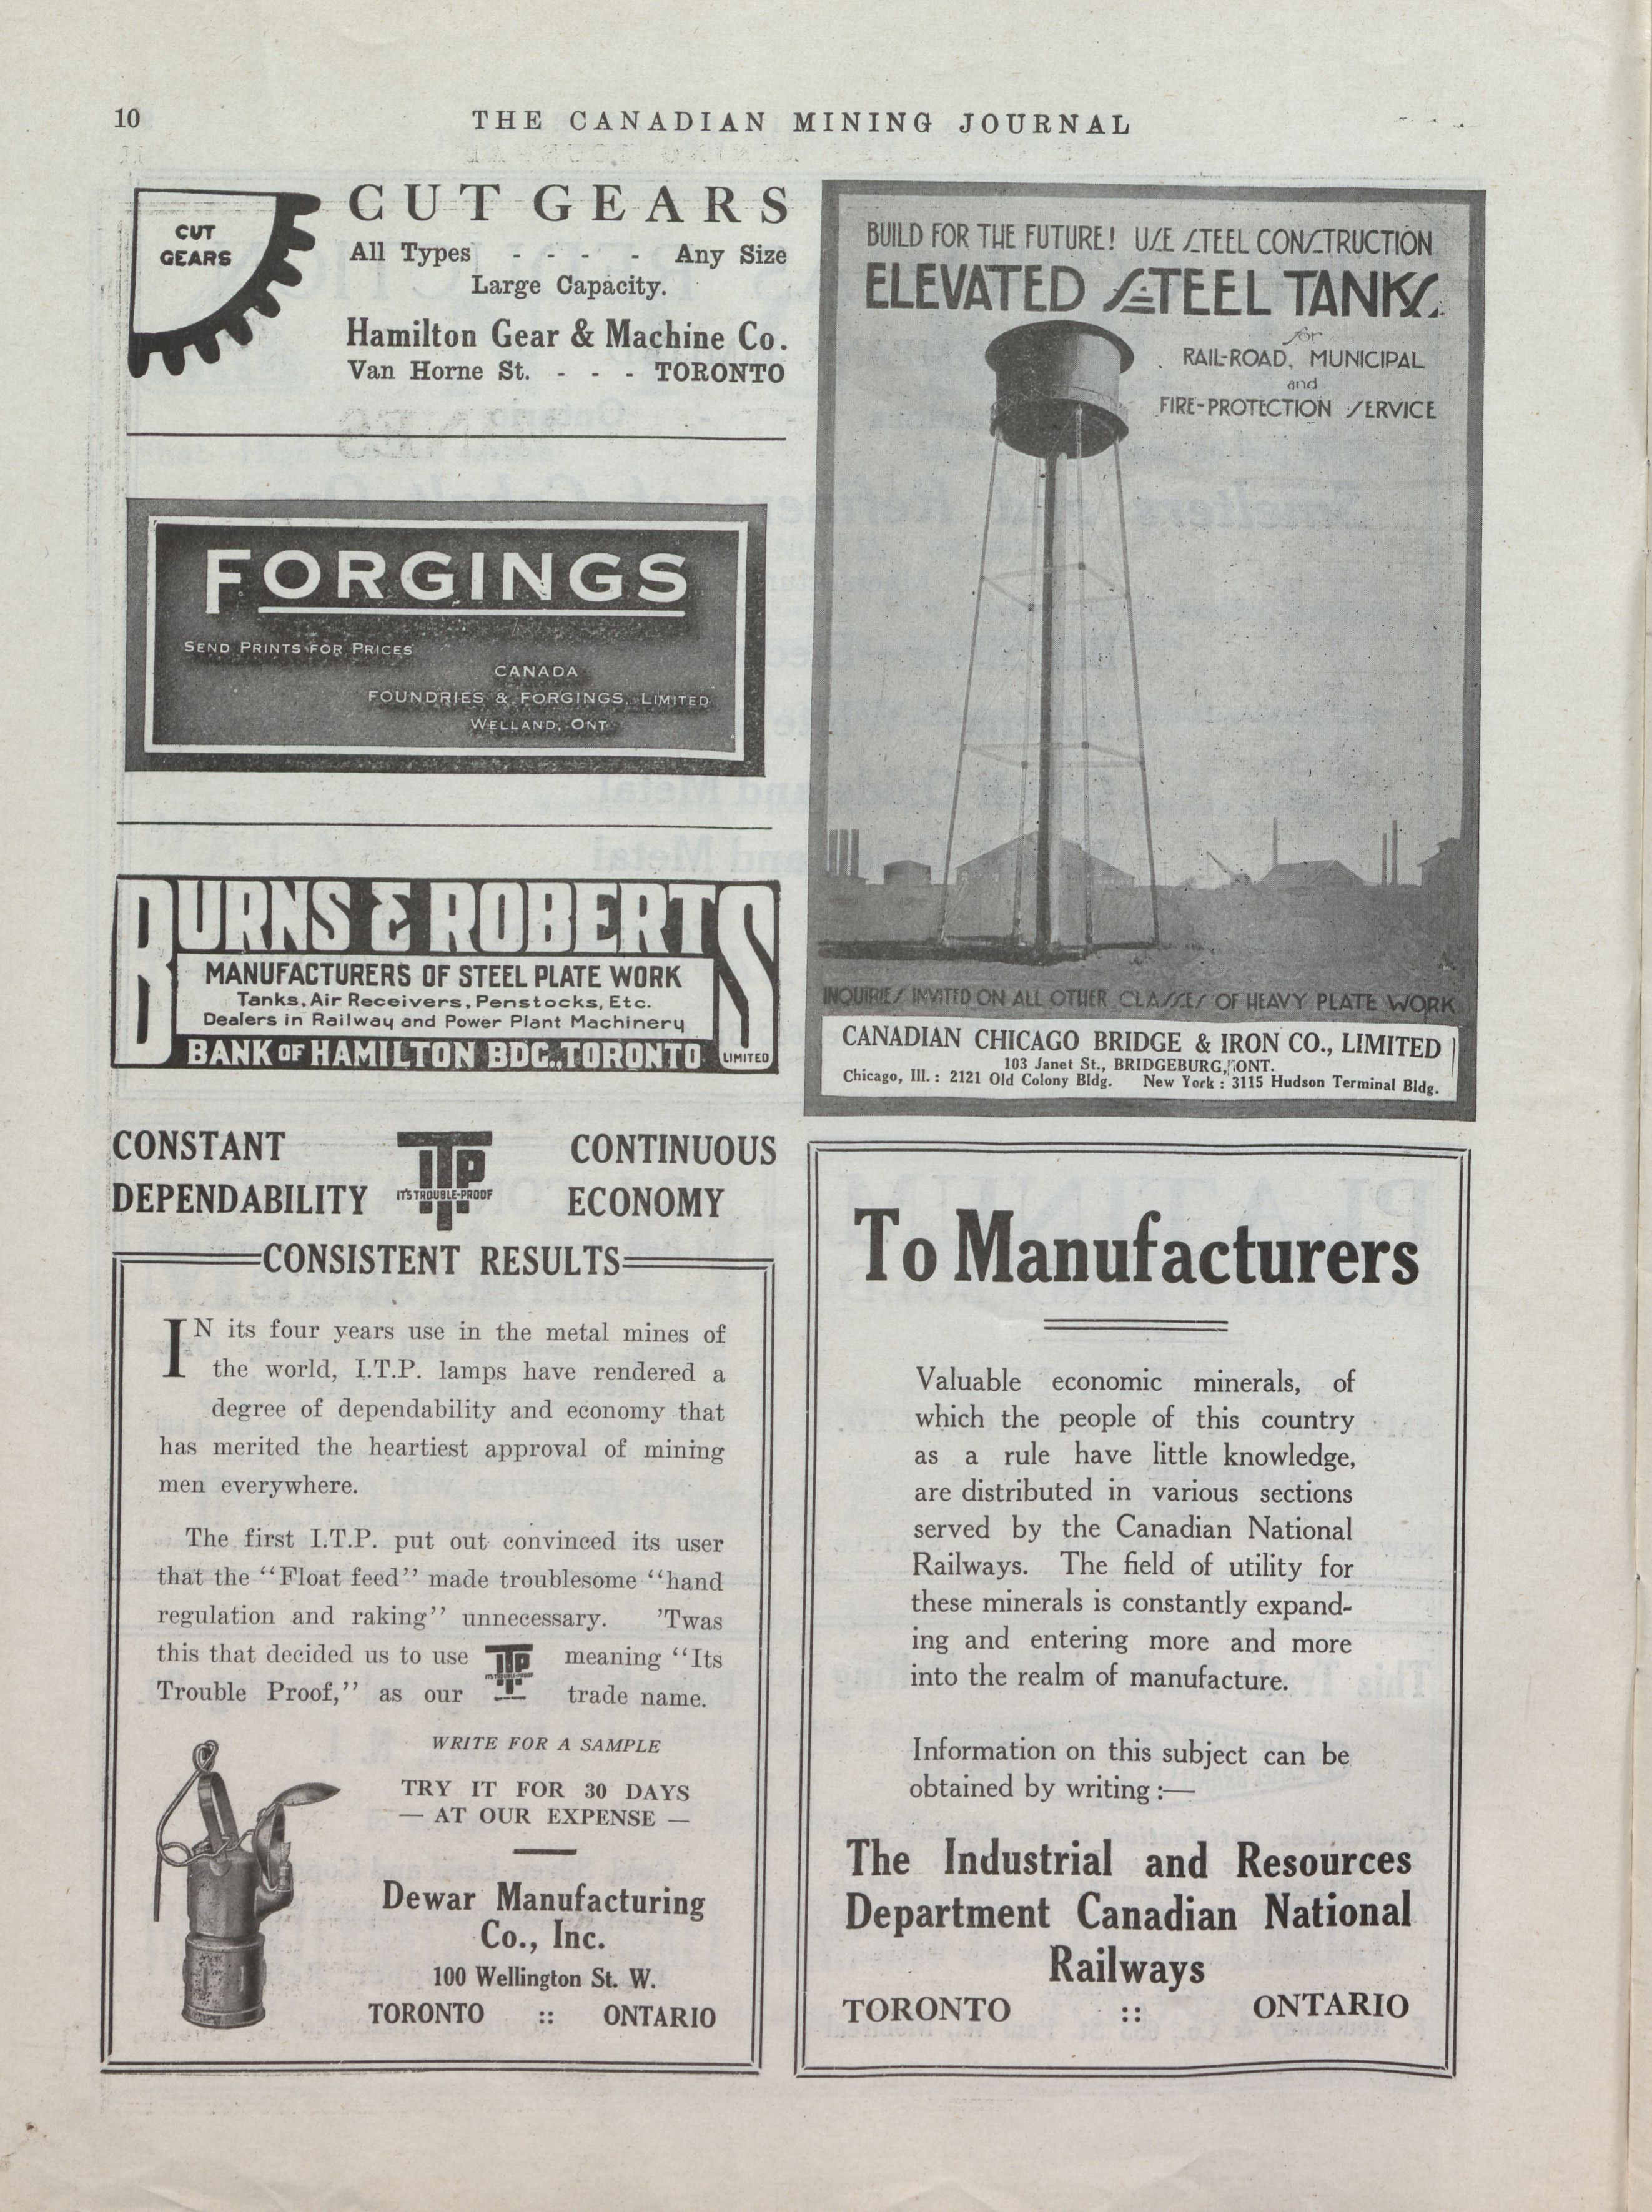 10
THE CANADIAN MINING JOURNAL
CUT
GEARS
CUT GEARS
All Types - - - - Any Size
Large Capacity.
Hamilton Gear & Machine Co.
Van Horne St. - - - TORONTO
FORGINGS
SEND PRINTS FOR PRICES
CANADA
FOUNDRIES & FORGINGS, LIMITED
WELLAND, ONT.
BURNS & ROBERTS
MANUFACTURERS OF STEEL PLATE WORK
Tanks, Air Receivers, Penstocks, Etc.
Dealers in Railway and Power Plant Machinery
BANK OF HAMILTON BDG., TORONTO LIMITED
BUILD FOR THE FUTURE! USE STEEL CONSTRUCTION
ELEVATED STEEL TANKS
for
RAIL-ROAD, MUNICIPAL
and
FIRE-PROTECTION SERVICE
INQUIRIES INVITED ON ALL OTHER CLASSES OF HEAVY PLATE WORK
CANADIAN CHICAGO BRIDGE & IRON CO., LIMITED
103 Janet St., BRIDGEBURG, ONT.
Chicago, Ill.: 2121 Old Colony Bldg. New York: 3115 Hudson Terminal Bldg.
CONSTANT
DEPENDABILITY
ITP
IT'S TROUBLE-PROOF
CONTINUOUS
ECONOMY
CONSISTENT RESULTS
IN its four years use in the metal mines of
the world, I.T.P. lamps have rendered a
degree of dependability and economy that
has merited the heartiest approval of mining
men everywhere.
The first I.T.P. put out convinced its user
that the "Float feed" made troublesome "hand
regulation and raking" unnecessary. 'Twas
this that decided us to use ITP meaning "Its
IT'S TROUBLE-PROOF
Trouble Proof," as our trade name.
WRITE FOR A SAMPLE
TRY IT FOR 30 DAYS
— AT OUR EXPENSE —
Dewar Manufacturing
Co., Inc.
100 Wellington St. W.
TORONTO :: ONTARIO
To Manufacturers
Valuable economic minerals, of
which the people of this country
as a rule have little knowledge,
are distributed in various sections
served by the Canadian National
Railways. The field of utility for
these minerals is constantly expand-
ing and entering more and more
into the realm of manufacture.
Information on this subject can be
obtained by writing:—
The Industrial and Resources
Department Canadian National
Railways
TORONTO :: ONTARIO